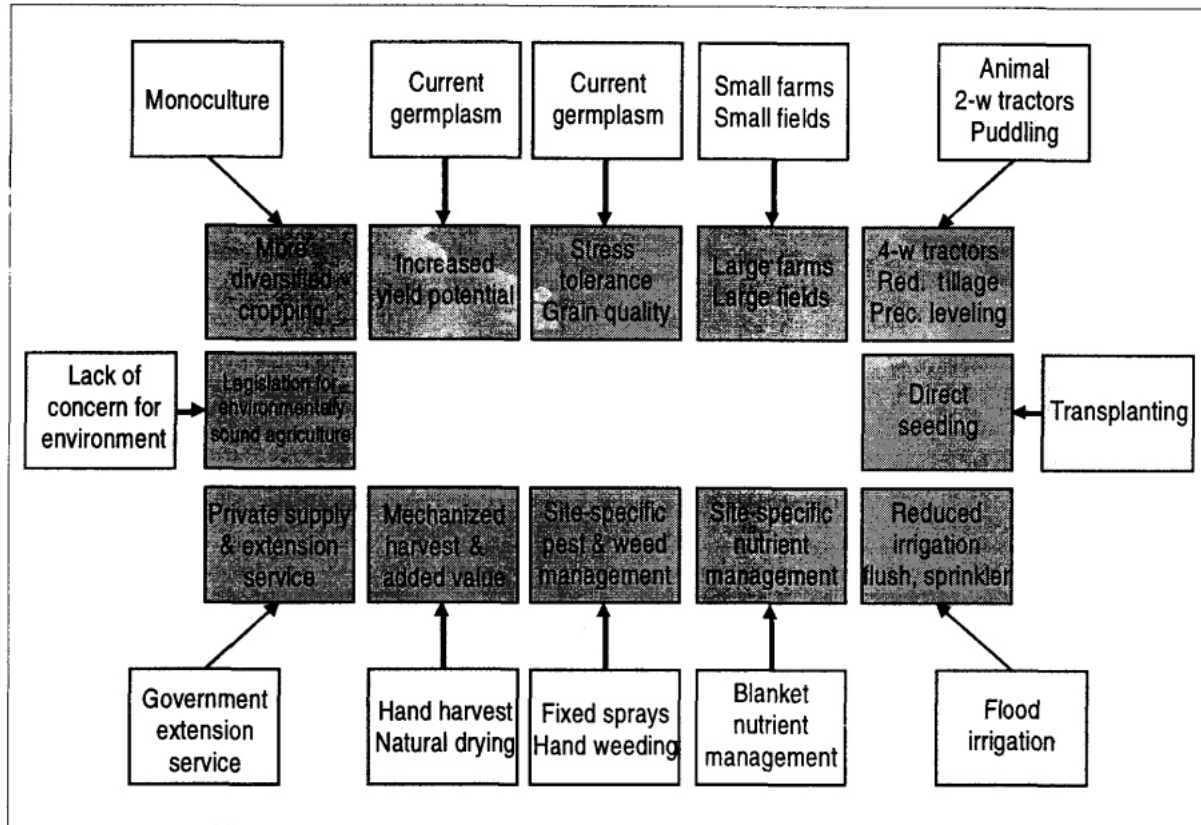 Monoculture
Current
germplasm
Current
germplasm
Small farms
Small fields
Animal
2-w tractors
Puddling
More
diversified
cropping
Increased
yield potential
Stress
tolerance
Grain quality
Large farms
Large fields
4-w tractors
Red. tillage
Prec. leveling
Lack of
concern for
environment
Legislation for
environmentally
sound agriculture
Direct
seeding
Transplanting
Private supply
& extension
service
Mechanized
harvest &
added value
Site-specific
pest & weed
management
Site-specific
nutrient
management
Reduced
irrigation
flush, sprinkler
Government
extension
service
Hand harvest
Natural drying
Fixed sprays
Hand weeding
Blanket
nutrient
management
Flood
irrigation